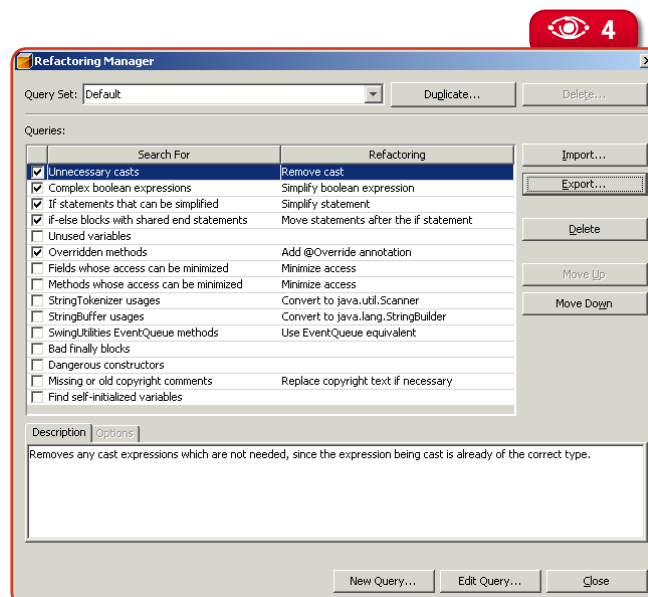 4
Refactoring Manager
Query Set: Default Duplicate... Delete...
Queries:
Search For Refactoring Import...
Unnecessary casts Remove cast
Complex boolean expressions Simplify boolean expression Export...
If statements that can be simplified Simplify statement
if-else blocks with shared end statements Move statements after the if statement
Unused variables Delete
Overridden methods Add @Override annotation
Fields whose access can be minimized Minimize access
Methods whose access can be minimized Minimize access Move Up
StringTokenizer usages Convert to java.util.Scanner Move Down
StringBuffer usages Convert to java.lang.StringBuilder
SwingUtilities EventQueue methods Use EventQueue equivalent
Bad finally blocks
Dangerous constructors
Missing or old copyright comments Replace copyright text if necessary
Find self-initialized variables
Description Options
Removes any cast expressions which are not needed, since the expression being cast is already of the correct type.
New Query... Edit Query... Close